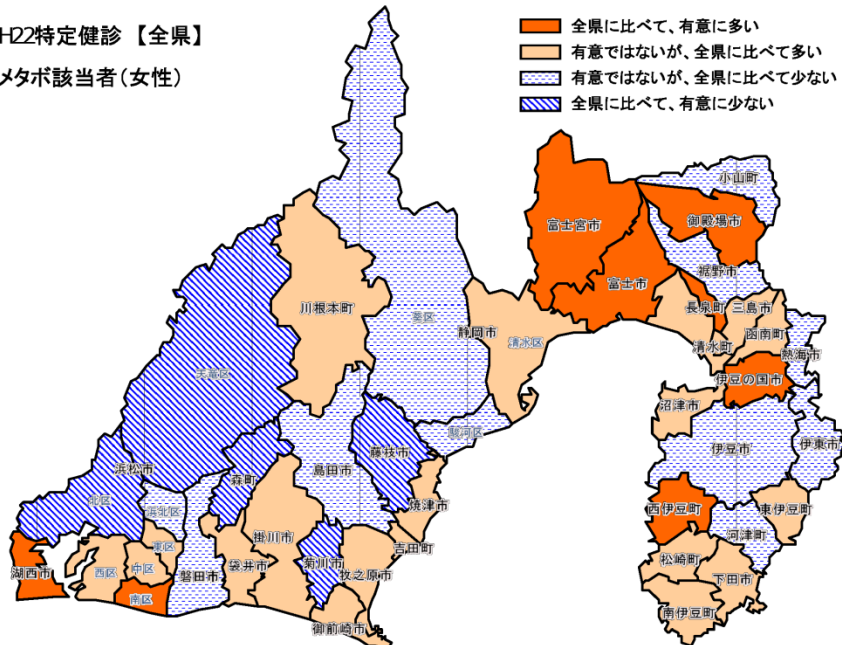 H22特定健診 【全県】
メタボ該当者(女性)
全県に比べて、有意に多い
有意ではないが、全県に比べて多い
有意ではないが、全県に比べて少ない
全県に比べて、有意に少ない
小山町
御殿場市
富士宮市
裾野市
富士市
長泉町
三島市
川根本町
葵区
静岡市
清水区
清水町
函南町
熱海市
伊豆の国市
天竜区
沼津市
駿河区
伊豆市
伊東市
藤枝市
島田市
浜松市
森町
北区
浜北区
焼津市
西伊豆町
東伊豆町
吉田町
河津町
掛川市
東区
中区
西区
磐田市
袋井市
菊川市
牧之原市
松崎町
下田市
湖西市
南区
南伊豆町
御前崎市